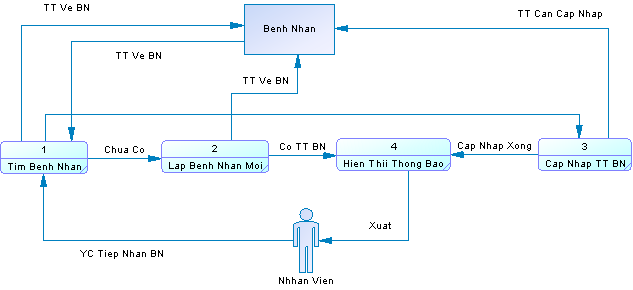 TT Ve BN
Benh Nhan
TT Can Cap Nhap
TT Ve BN
TT Ve BN
1
Tim Benh Nhan
Chua Co
2
Lap Benh Nhan Moi
Co TT BN
4
Hien Thii Thong Bao
Cap Nhap Xong
3
Cap Nhap TT BN
Xuat
YC Tiep Nhan BN
Nhhan Vien